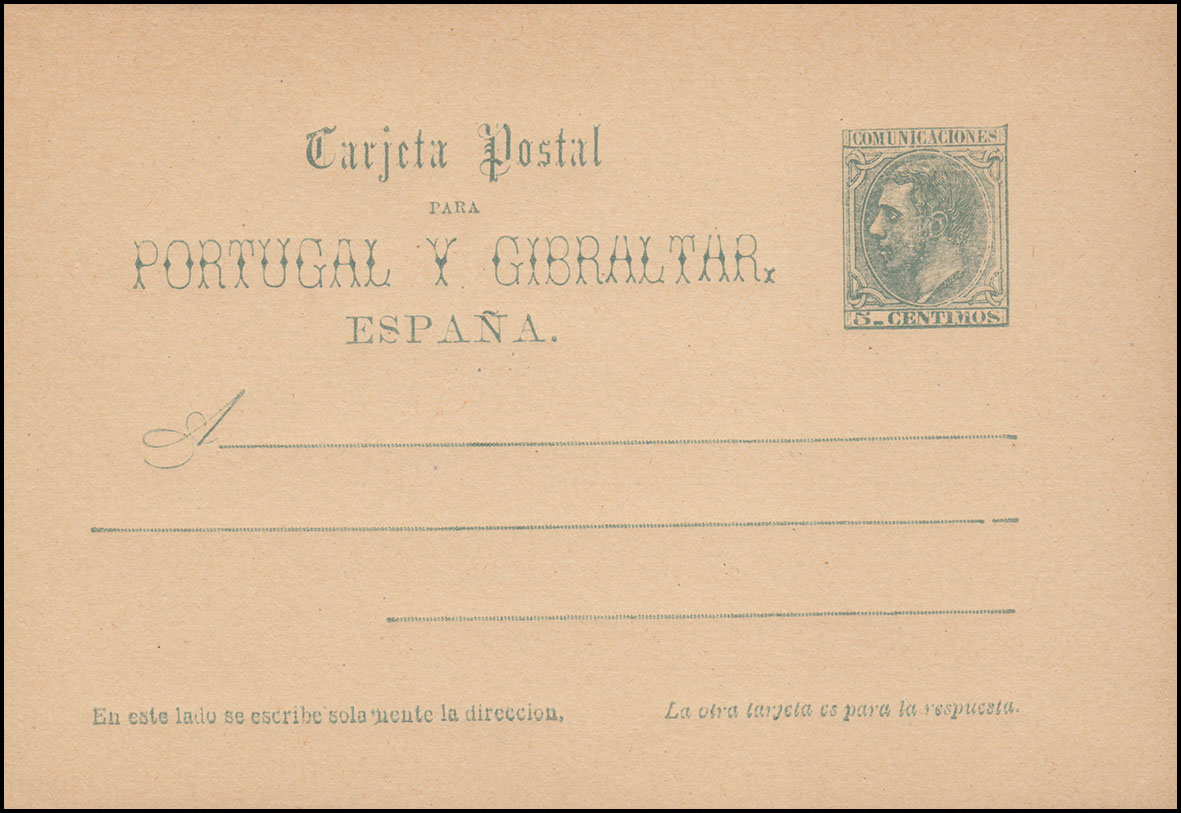 Tarjeta Postal
PARA
PORTUGAL Y GIBRALTAR.
ESPAÑA.
COMUNICACIONES
5 CENTIMOS
A
En este lado se escribe solamente la direccion,
La otra tarjeta es para la respuesta.